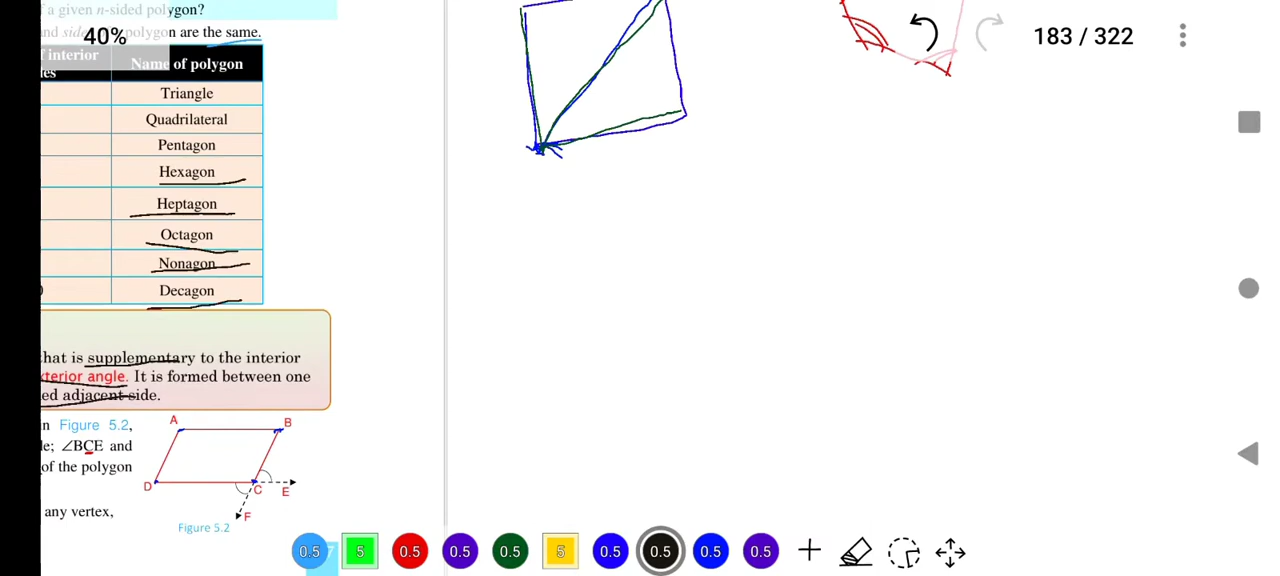 f a given n-sided polygon?
nd side polygon are the same.
40%
183 / 322
f interior
Name of polygon
Triangle
Quadrilateral
Pentagon
Hexagon
Heptagon
Octagon
Nonagon
Decagon
hat is supplementary to the interior
xterior angle. It is formed between one
ed adjacent side.
n Figure 5.2,
le; ∠BCE and
of the polygon
any vertex,
A
B
D
C
E
F
Figure 5.2
0.5
5
0.5
0.5
0.5
5
0.5
0.5
0.5
0.5